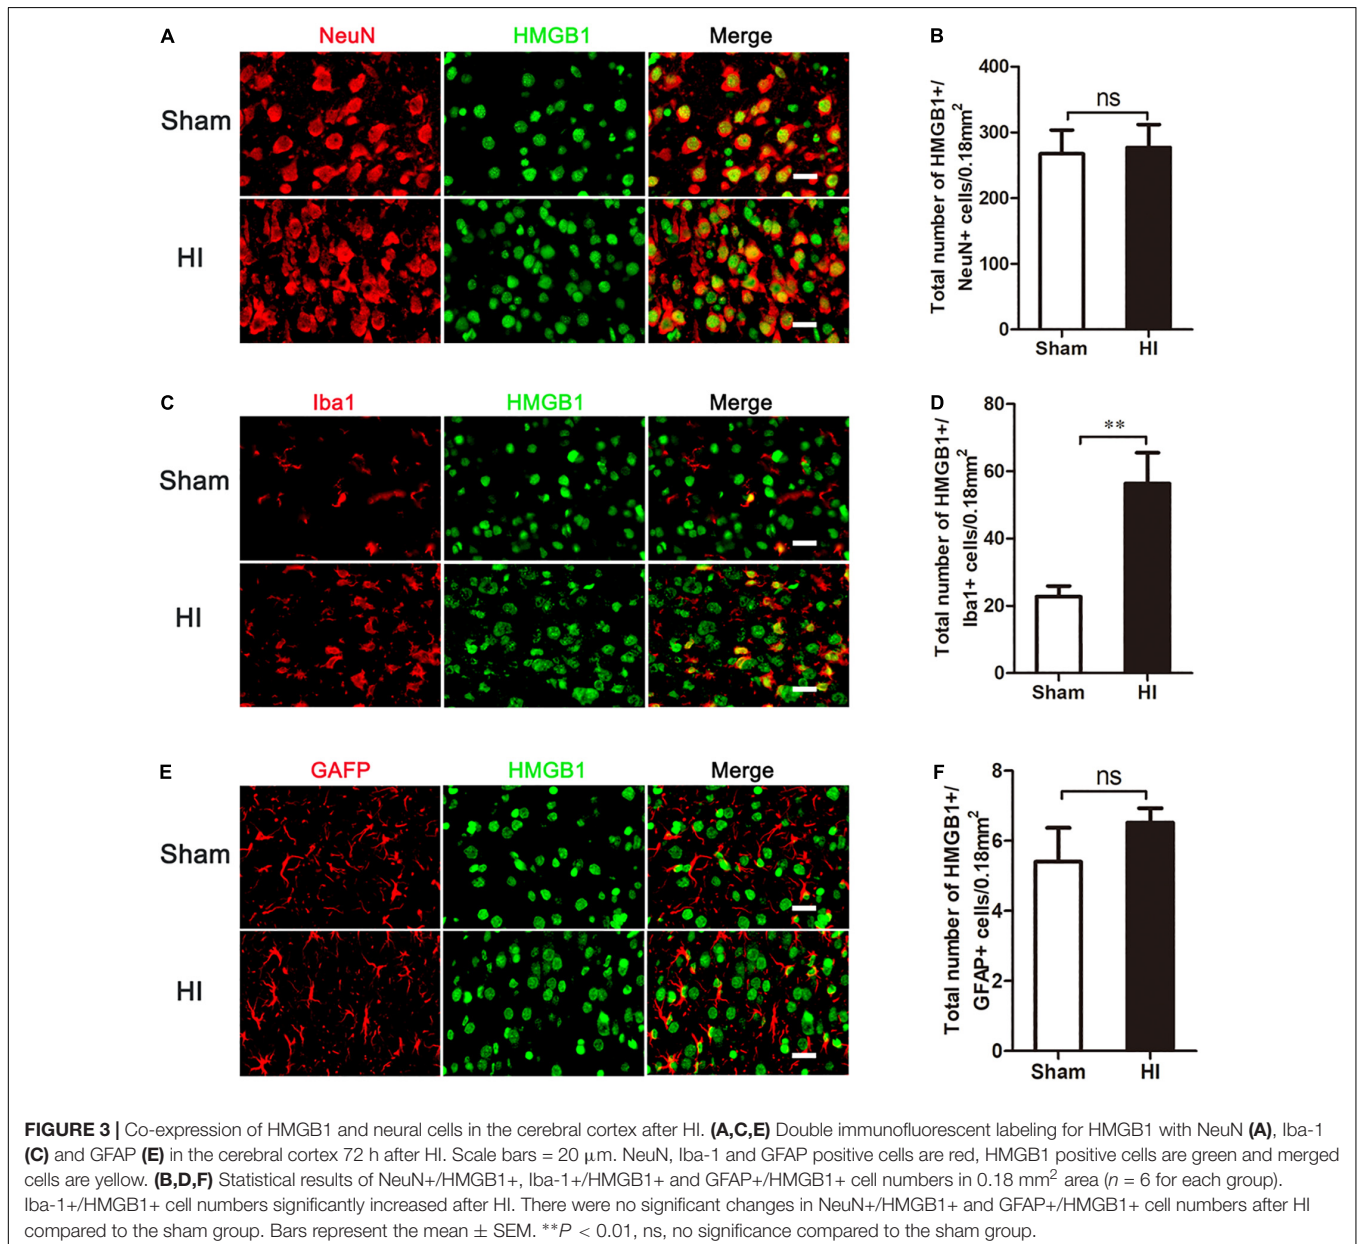 A
NeuN HMGB1 Merge
Sham
HI
B
Total number of HMGB1+/
NeuN+ cells/0.18mm2
400
300
200
100
0
ns
Sham HI
C
Iba1 HMGB1 Merge
Sham
HI
D
Total number of HMGB1+/
Iba1+ cells/0.18mm2
80
60
40
20
0
**
Sham HI
E
GAFP HMGB1 Merge
Sham
HI
F
Total number of HMGB1+/
GFAP+ cells/0.18mm2
8
6
4
2
0
ns
Sham HI
FIGURE 3 | Co-expression of HMGB1 and neural cells in the cerebral cortex after HI. (A,C,E) Double immunofluorescent labeling for HMGB1 with NeuN (A), Iba-1
(C) and GFAP (E) in the cerebral cortex 72 h after HI. Scale bars = 20 μm. NeuN, Iba-1 and GFAP positive cells are red, HMGB1 positive cells are green and merged
cells are yellow. (B,D,F) Statistical results of NeuN+/HMGB1+, Iba-1+/HMGB1+ and GFAP+/HMGB1+ cell numbers in 0.18 mm2 area (n = 6 for each group).
Iba-1+/HMGB1+ cell numbers significantly increased after HI. There were no significant changes in NeuN+/HMGB1+ and GFAP+/HMGB1+ cell numbers after HI
compared to the sham group. Bars represent the mean ± SEM. **P < 0.01, ns, no significance compared to the sham group.